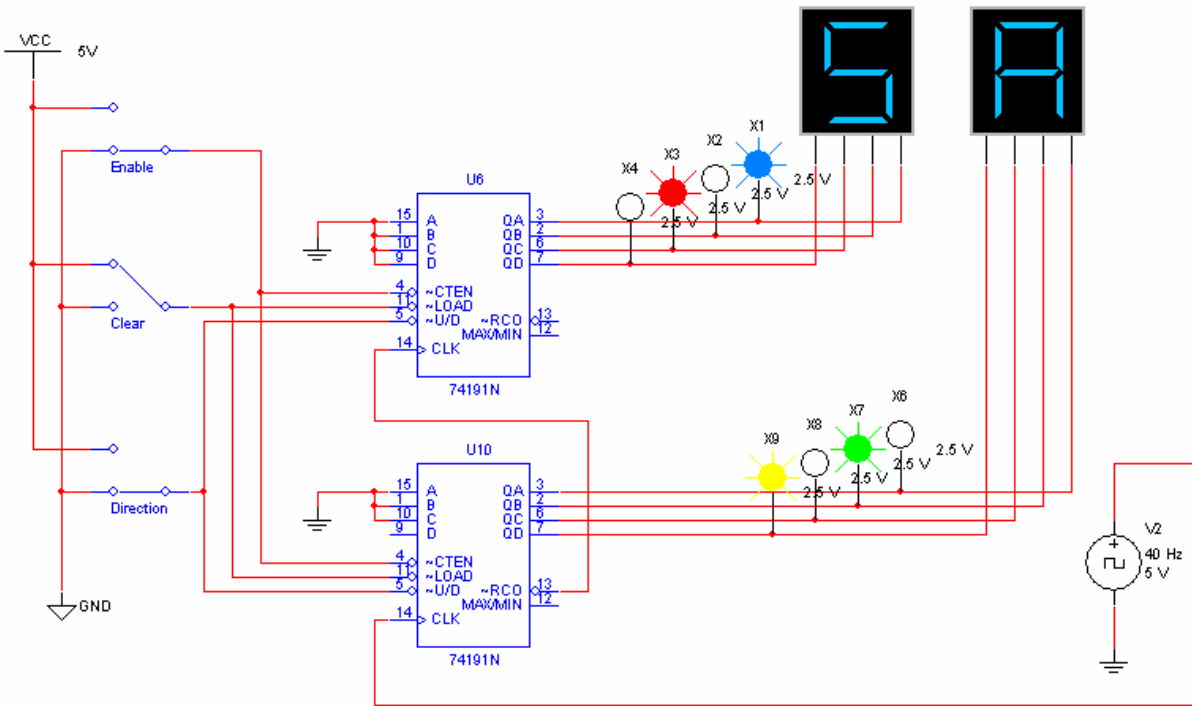 VCC 5V
Enable
Clear
Direction
GND
5 A
X4 X3 X2 X1
2.5 V 2.5 V 2.5 V 2.5 V
U6
15 A QA 3
1 B QB 2
10 C QC 6
9 D QD 7
4 ~CTEN
11 ~LOAD
5 ~U/D ~RCO 13
MAX/MIN 12
14 CLK
74191N
X9 X8 X7 X6
2.5 V 2.5 V 2.5 V 2.5 V
U10
15 A QA 3
1 B QB 2
10 C QC 6
9 D QD 7
4 ~CTEN
11 ~LOAD
5 ~U/D ~RCO 13
MAX/MIN 12
14 CLK
74191N
V2
40 Hz
5 V